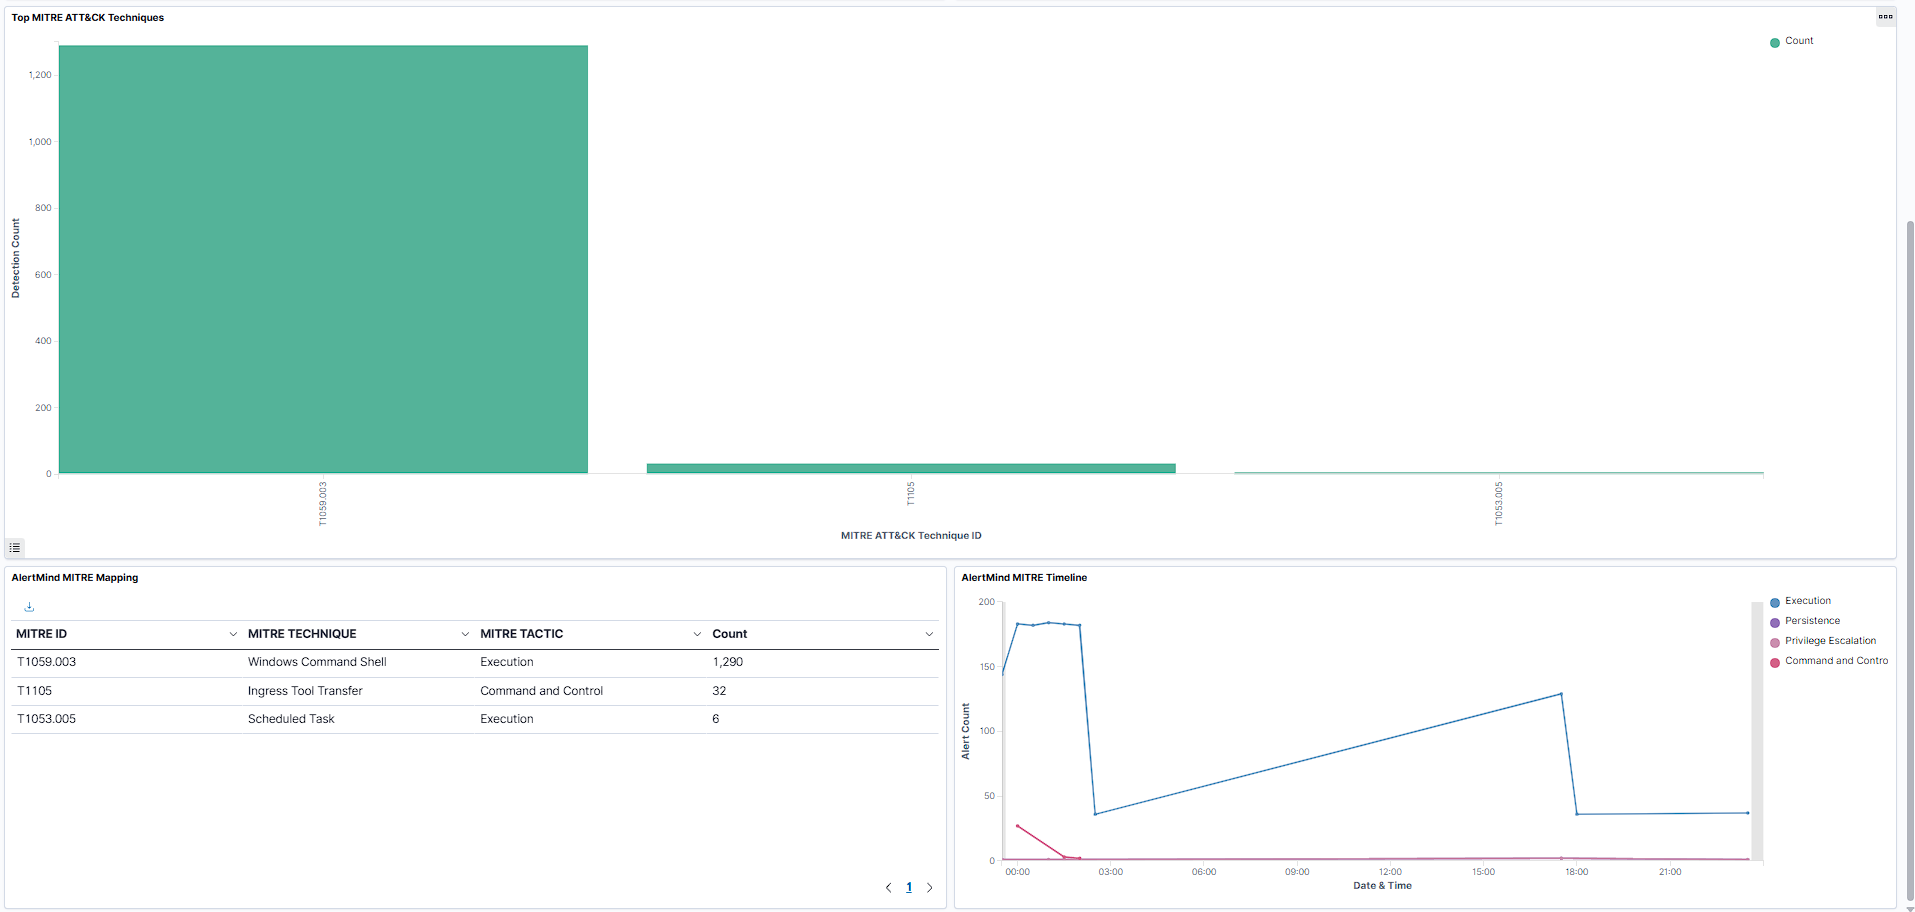 Top MITRE ATT&CK Techniques
Count
1,200
1,000
800
600
400
200
0
Detection Count
T1059.003
T1105
T1053.005
MITRE ATT&CK Technique ID
AlertMind MITRE Mapping
MITRE ID MITRE TECHNIQUE MITRE TACTIC Count
T1059.003 Windows Command Shell Execution 1,290
T1105 Ingress Tool Transfer Command and Control 32
T1053.005 Scheduled Task Execution 6
1
AlertMind MITRE Timeline
Execution
Persistence
Privilege Escalation
Command and Contro
200
150
100
50
0
Alert Count
00:00 03:00 06:00 09:00 12:00 15:00 18:00 21:00
Date & Time